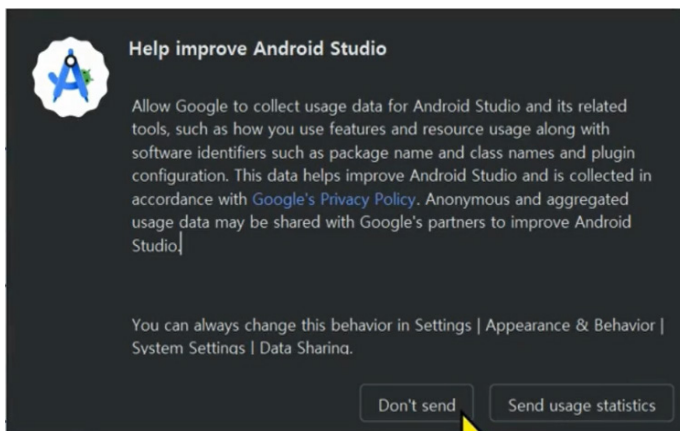 Help improve Android Studio
Allow Google to collect usage data for Android Studio and its related
tools, such as how you use features and resource usage along with
software identifiers such as package name and class names and plugin
configuration. This data helps improve Android Studio and is collected in
accordance with Google's Privacy Policy. Anonymous and aggregated
usage data may be shared with Google's partners to improve Android
Studio.
You can always change this behavior in Settings | Appearance & Behavior |
System Settings | Data Sharing.
Don't send
Send usage statistics